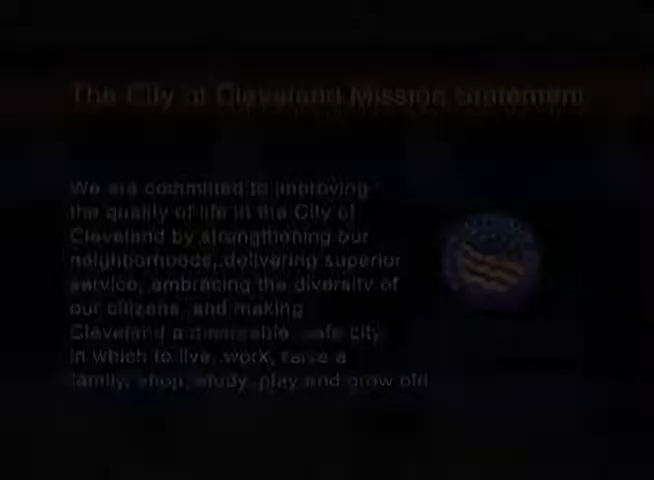 The City of Cleveland Mission Statement
We are committed to improving
the quality of life in the City of
Cleveland by strengthening our
neighborhoods, delivering superior
service, embracing the diversity of
our citizens, and making
Cleveland a desireable, safe city
in which to live, work, raise a
family, shop, study, play and grow old